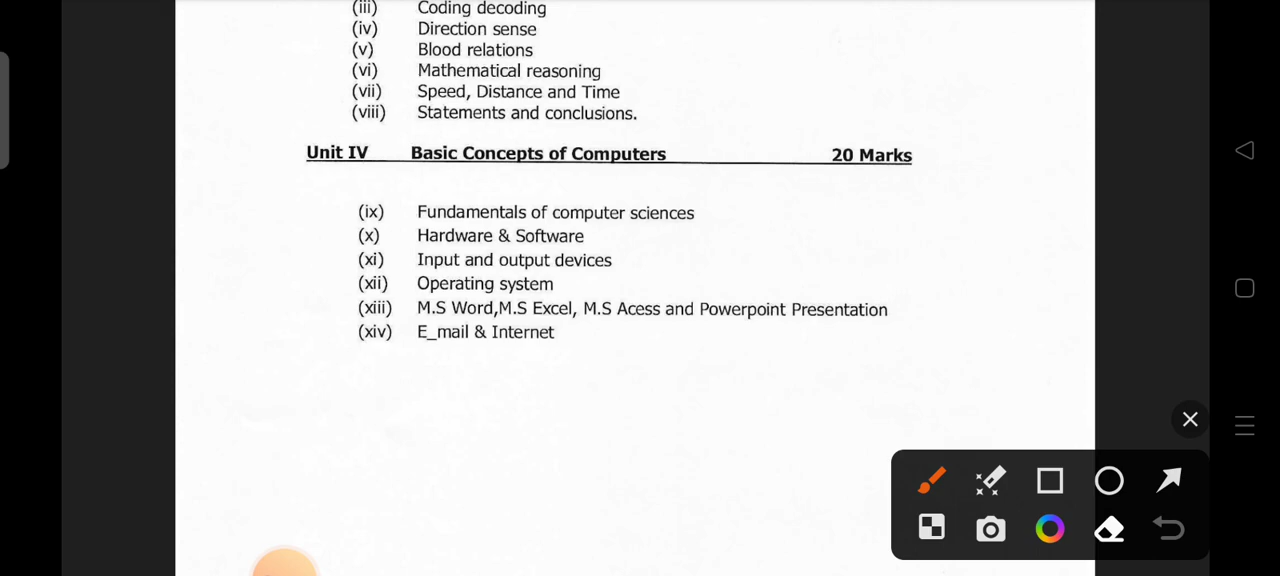 (iii) Coding decoding
(iv) Direction sense
(v) Blood relations
(vi) Mathematical reasoning
(vii) Speed, Distance and Time
(viii) Statements and conclusions.
Unit IV Basic Concepts of Computers 20 Marks
(ix) Fundamentals of computer sciences
(x) Hardware & Software
(xi) Input and output devices
(xii) Operating system
(xiii) M.S Word,M.S Excel, M.S Acess and Powerpoint Presentation
(xiv) E_mail & Internet